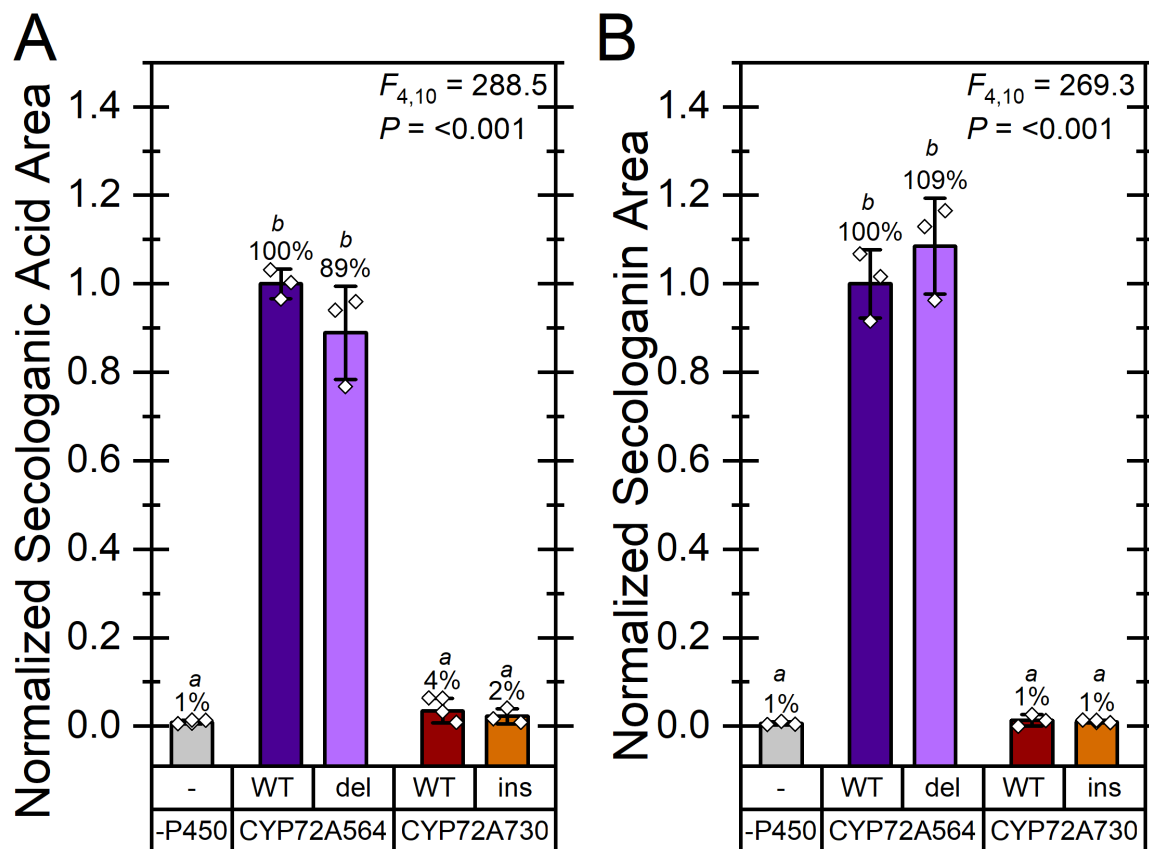 A
Normalized Secologanic Acid Area
F4,10 = 288.5
P = <0.001
1.4
1.2
1.0
0.8
0.6
0.4
0.2
0.0
a
1%
b
100%
b
89%
a
4%
a
2%
- WT del WT ins
-P450 CYP72A564 CYP72A730
B
Normalized Secologanin Area
F4,10 = 269.3
P = <0.001
1.4
1.2
1.0
0.8
0.6
0.4
0.2
0.0
a
1%
b
100%
b
109%
a
1%
a
1%
- WT del WT ins
-P450 CYP72A564 CYP72A730